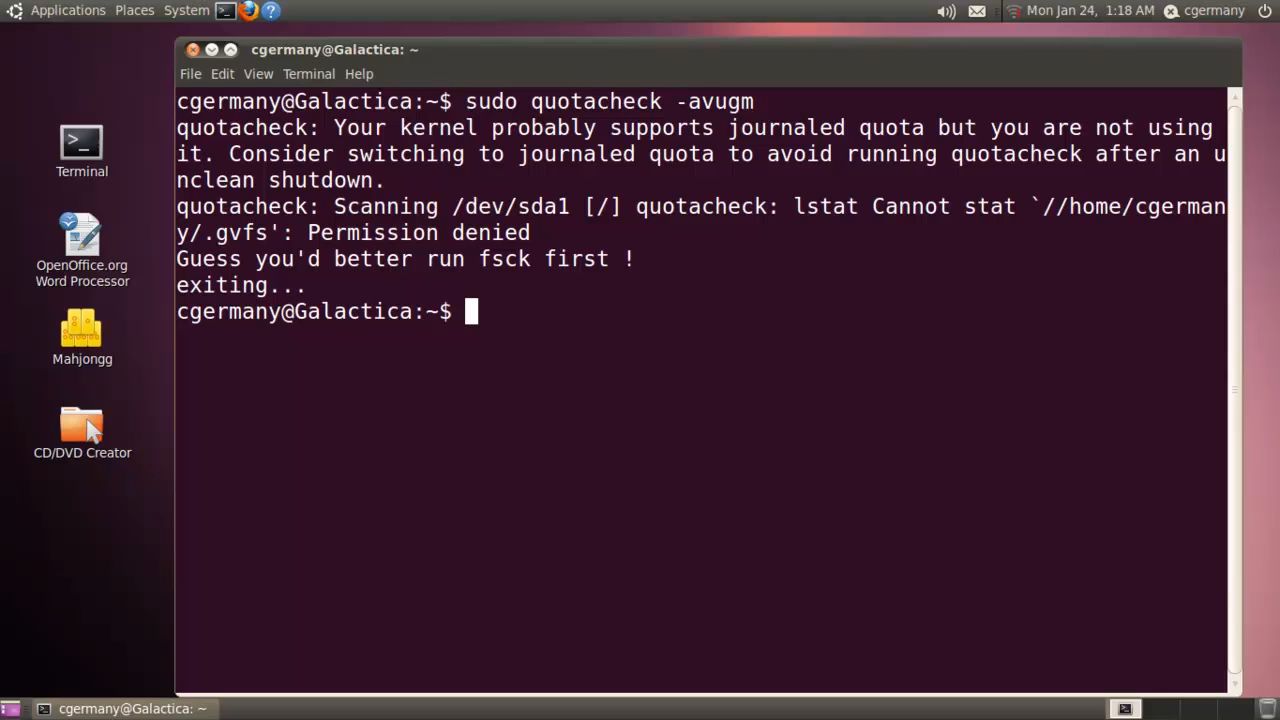 Applications Places System Mon Jan 24, 1:18 AM cgermany
cgermany@Galactica: ~
File Edit View Terminal Help
cgermany@Galactica:~$ sudo quotacheck -avugm
quotacheck: Your kernel probably supports journaled quota but you are not using
it. Consider switching to journaled quota to avoid running quotacheck after an u
nclean shutdown.
quotacheck: Scanning /dev/sda1 [/] quotacheck: lstat Cannot stat `//home/cgerman
y/.gvfs': Permission denied
Guess you'd better run fsck first !
exiting...
cgermany@Galactica:~$
Terminal
OpenOffice.org
Word Processor
Mahjongg
CD/DVD Creator
cgermany@Galactica: ~